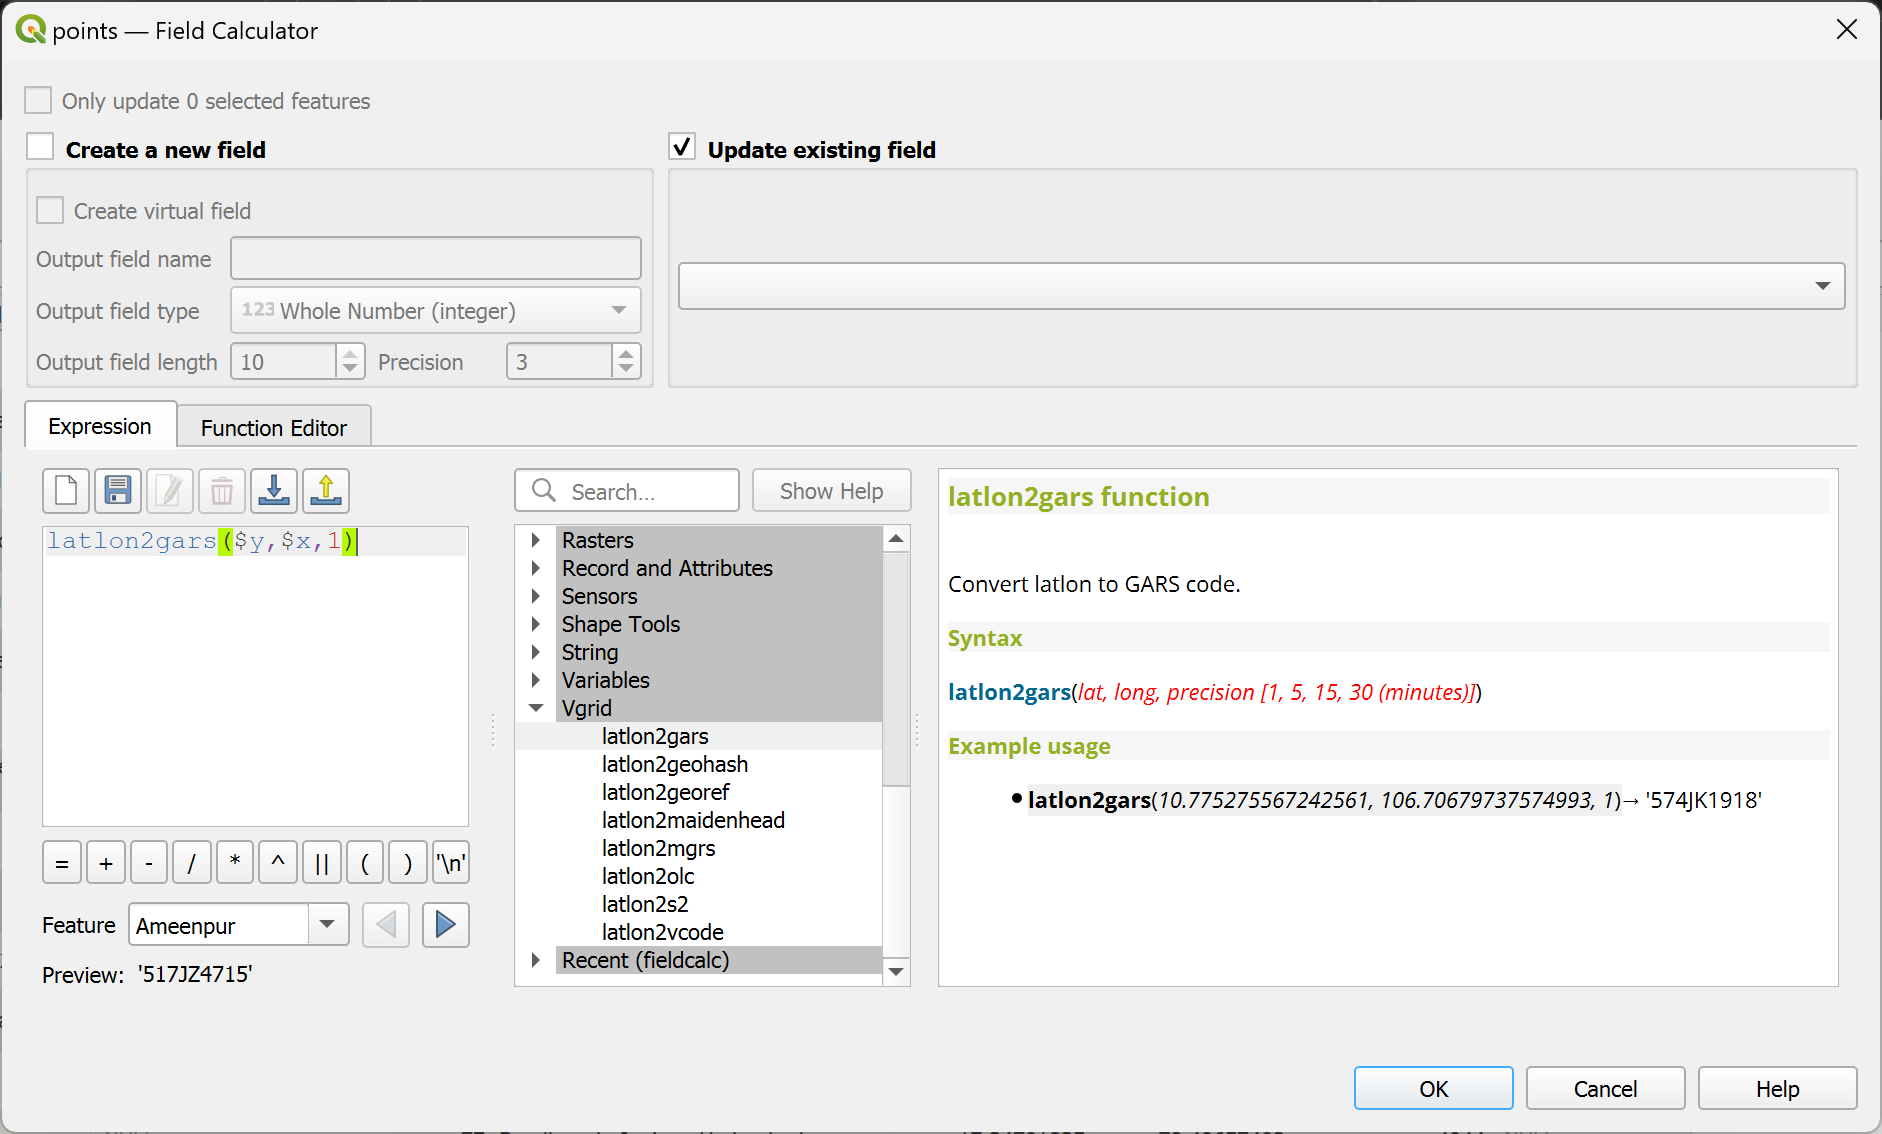 points — Field Calculator
Only update 0 selected features
Create a new field
Update existing field
Create virtual field
Output field name
Output field type
123 Whole Number (integer)
Output field length
10
Precision
3
Expression
Function Editor
Search...
Show Help
latlon2gars($y,$x,1)
Rasters
Record and Attributes
Sensors
Shape Tools
String
Variables
Vgrid
latlon2gars
latlon2geohash
latlon2georef
latlon2maidenhead
latlon2mgrs
latlon2olc
latlon2s2
latlon2vcode
Recent (fieldcalc)
latlon2gars function
Convert latlon to GARS code.
Syntax
latlon2gars(lat, long, precision [1, 5, 15, 30 (minutes)])
Example usage
latlon2gars(10.775275567242561, 106.70679737574993, 1)→ '574JK1918'
= + - / * ^ || ( ) '\n'
Feature
Ameenpur
Preview: '517JZ4715'
OK
Cancel
Help